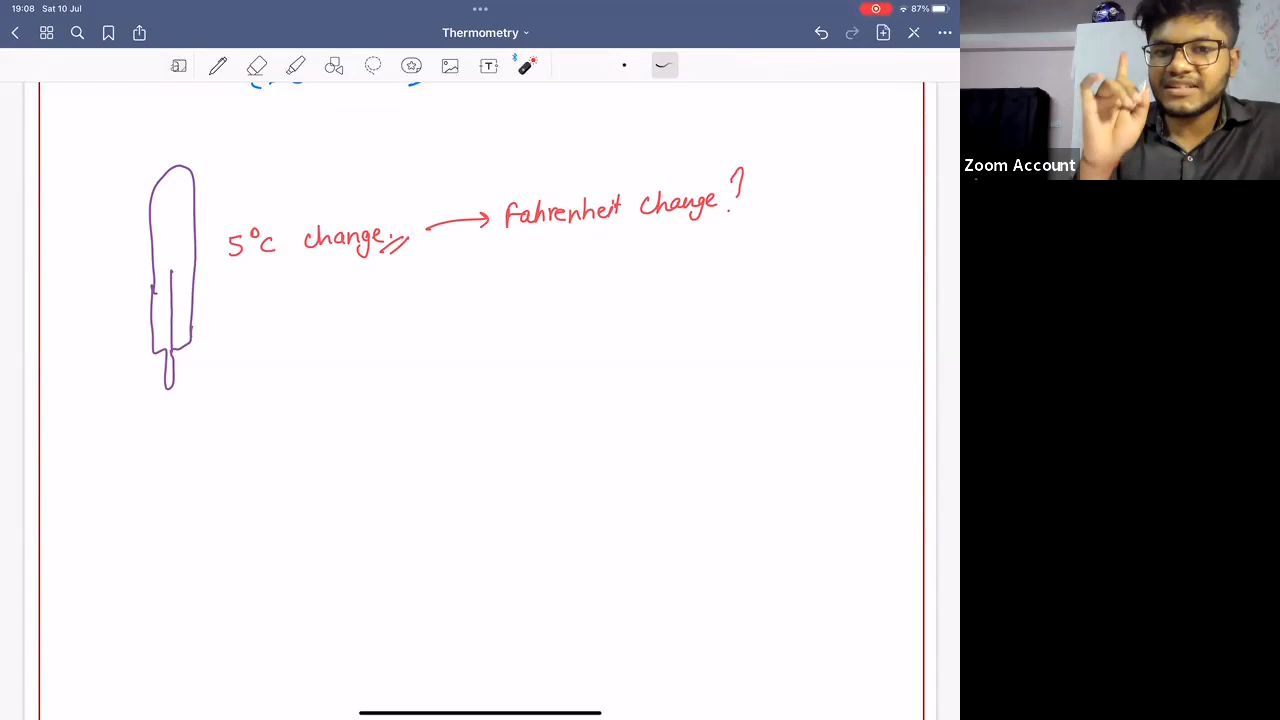 19:08 Sat 10 Jul
87%
Thermometry
T
Zoom Account
5°C change. → Fahrenheit change?